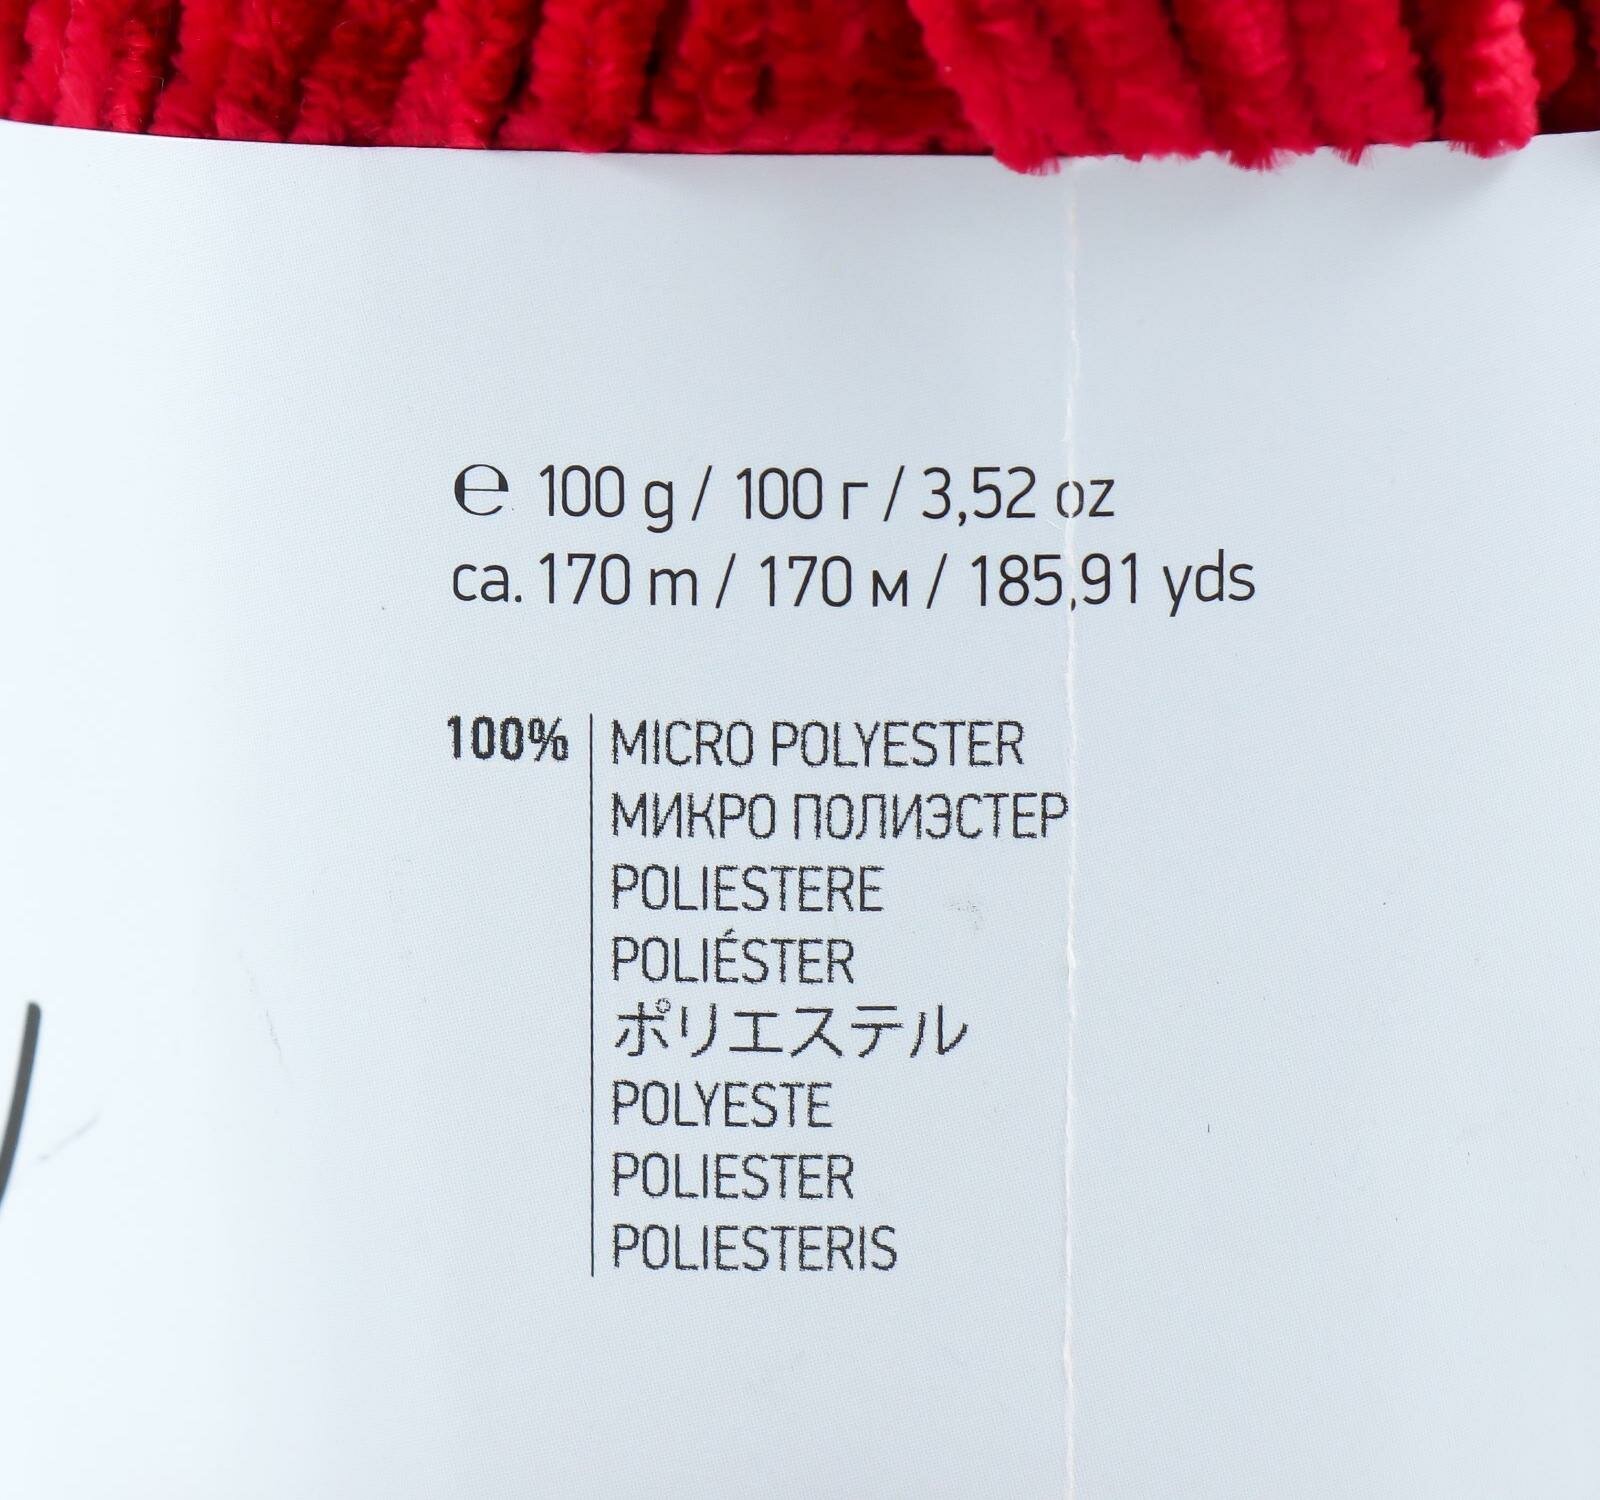 ℮ 100 g / 100 г / 3,52 oz
ca. 170 m / 170 м / 185,91 yds
100% MICRO POLYESTER
МИКРО ПОЛИЭСТЕР
POLIESTERE
POLIÉSTER
ポリエステル
POLYESTE
POLIESTER
POLIESTERIS